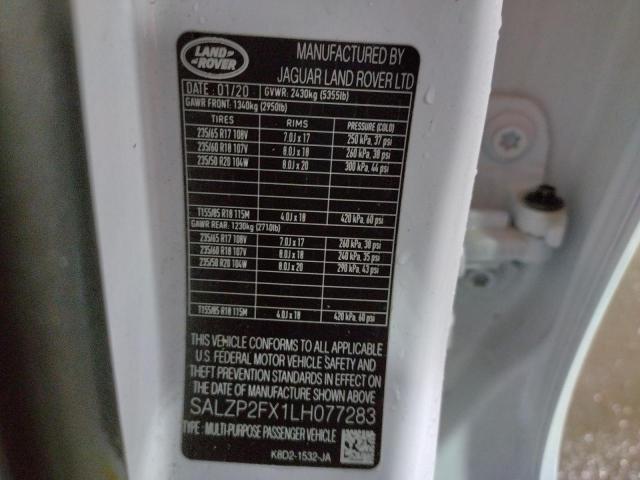 LAND ROVER
MANUFACTURED BY
JAGUAR LAND ROVER LTD
DATE: 01/20 GVWR: 2430kg (5355lb)
GAWR FRONT: 1340kg (2950lb)
TIRES RIMS PRESSURE (COLD)
235/65 R17 108V 7.0J x 17 250 kPa, 37 psi
235/60 R18 107V 8.0J x 18 260 kPa, 38 psi
235/50 R20 104W 8.0J x 20 300 kPa, 44 psi
T155/85 R18 115M 4.0J x 18 420 kPa, 60 psi
GAWR REAR: 1230kg (2710lb)
235/65 R17 108V 7.0J x 17 260 kPa, 38 psi
235/60 R18 107V 8.0J x 18 240 kPa, 35 psi
235/50 R20 104W 8.0J x 20 290 kPa, 43 psi
T155/85 R18 115M 4.0J x 18 420 kPa, 60 psi
THIS VEHICLE CONFORMS TO ALL APPLICABLE
U.S. FEDERAL MOTOR VEHICLE SAFETY AND
THEFT PREVENTION STANDARDS IN EFFECT ON
THE DATE OF MANUFACTURE SHOWN ABOVE
SALZP2FX1LH077283
TYPE: MULTI-PURPOSE PASSENGER VEHICLE
K8D2-1532-JA